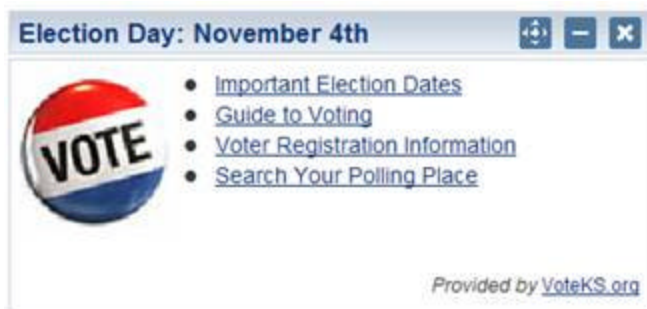 Election Day: November 4th
Important Election Dates
Guide to Voting
Voter Registration Information
Search Your Polling Place
VOTE
Provided by VoteKS.org